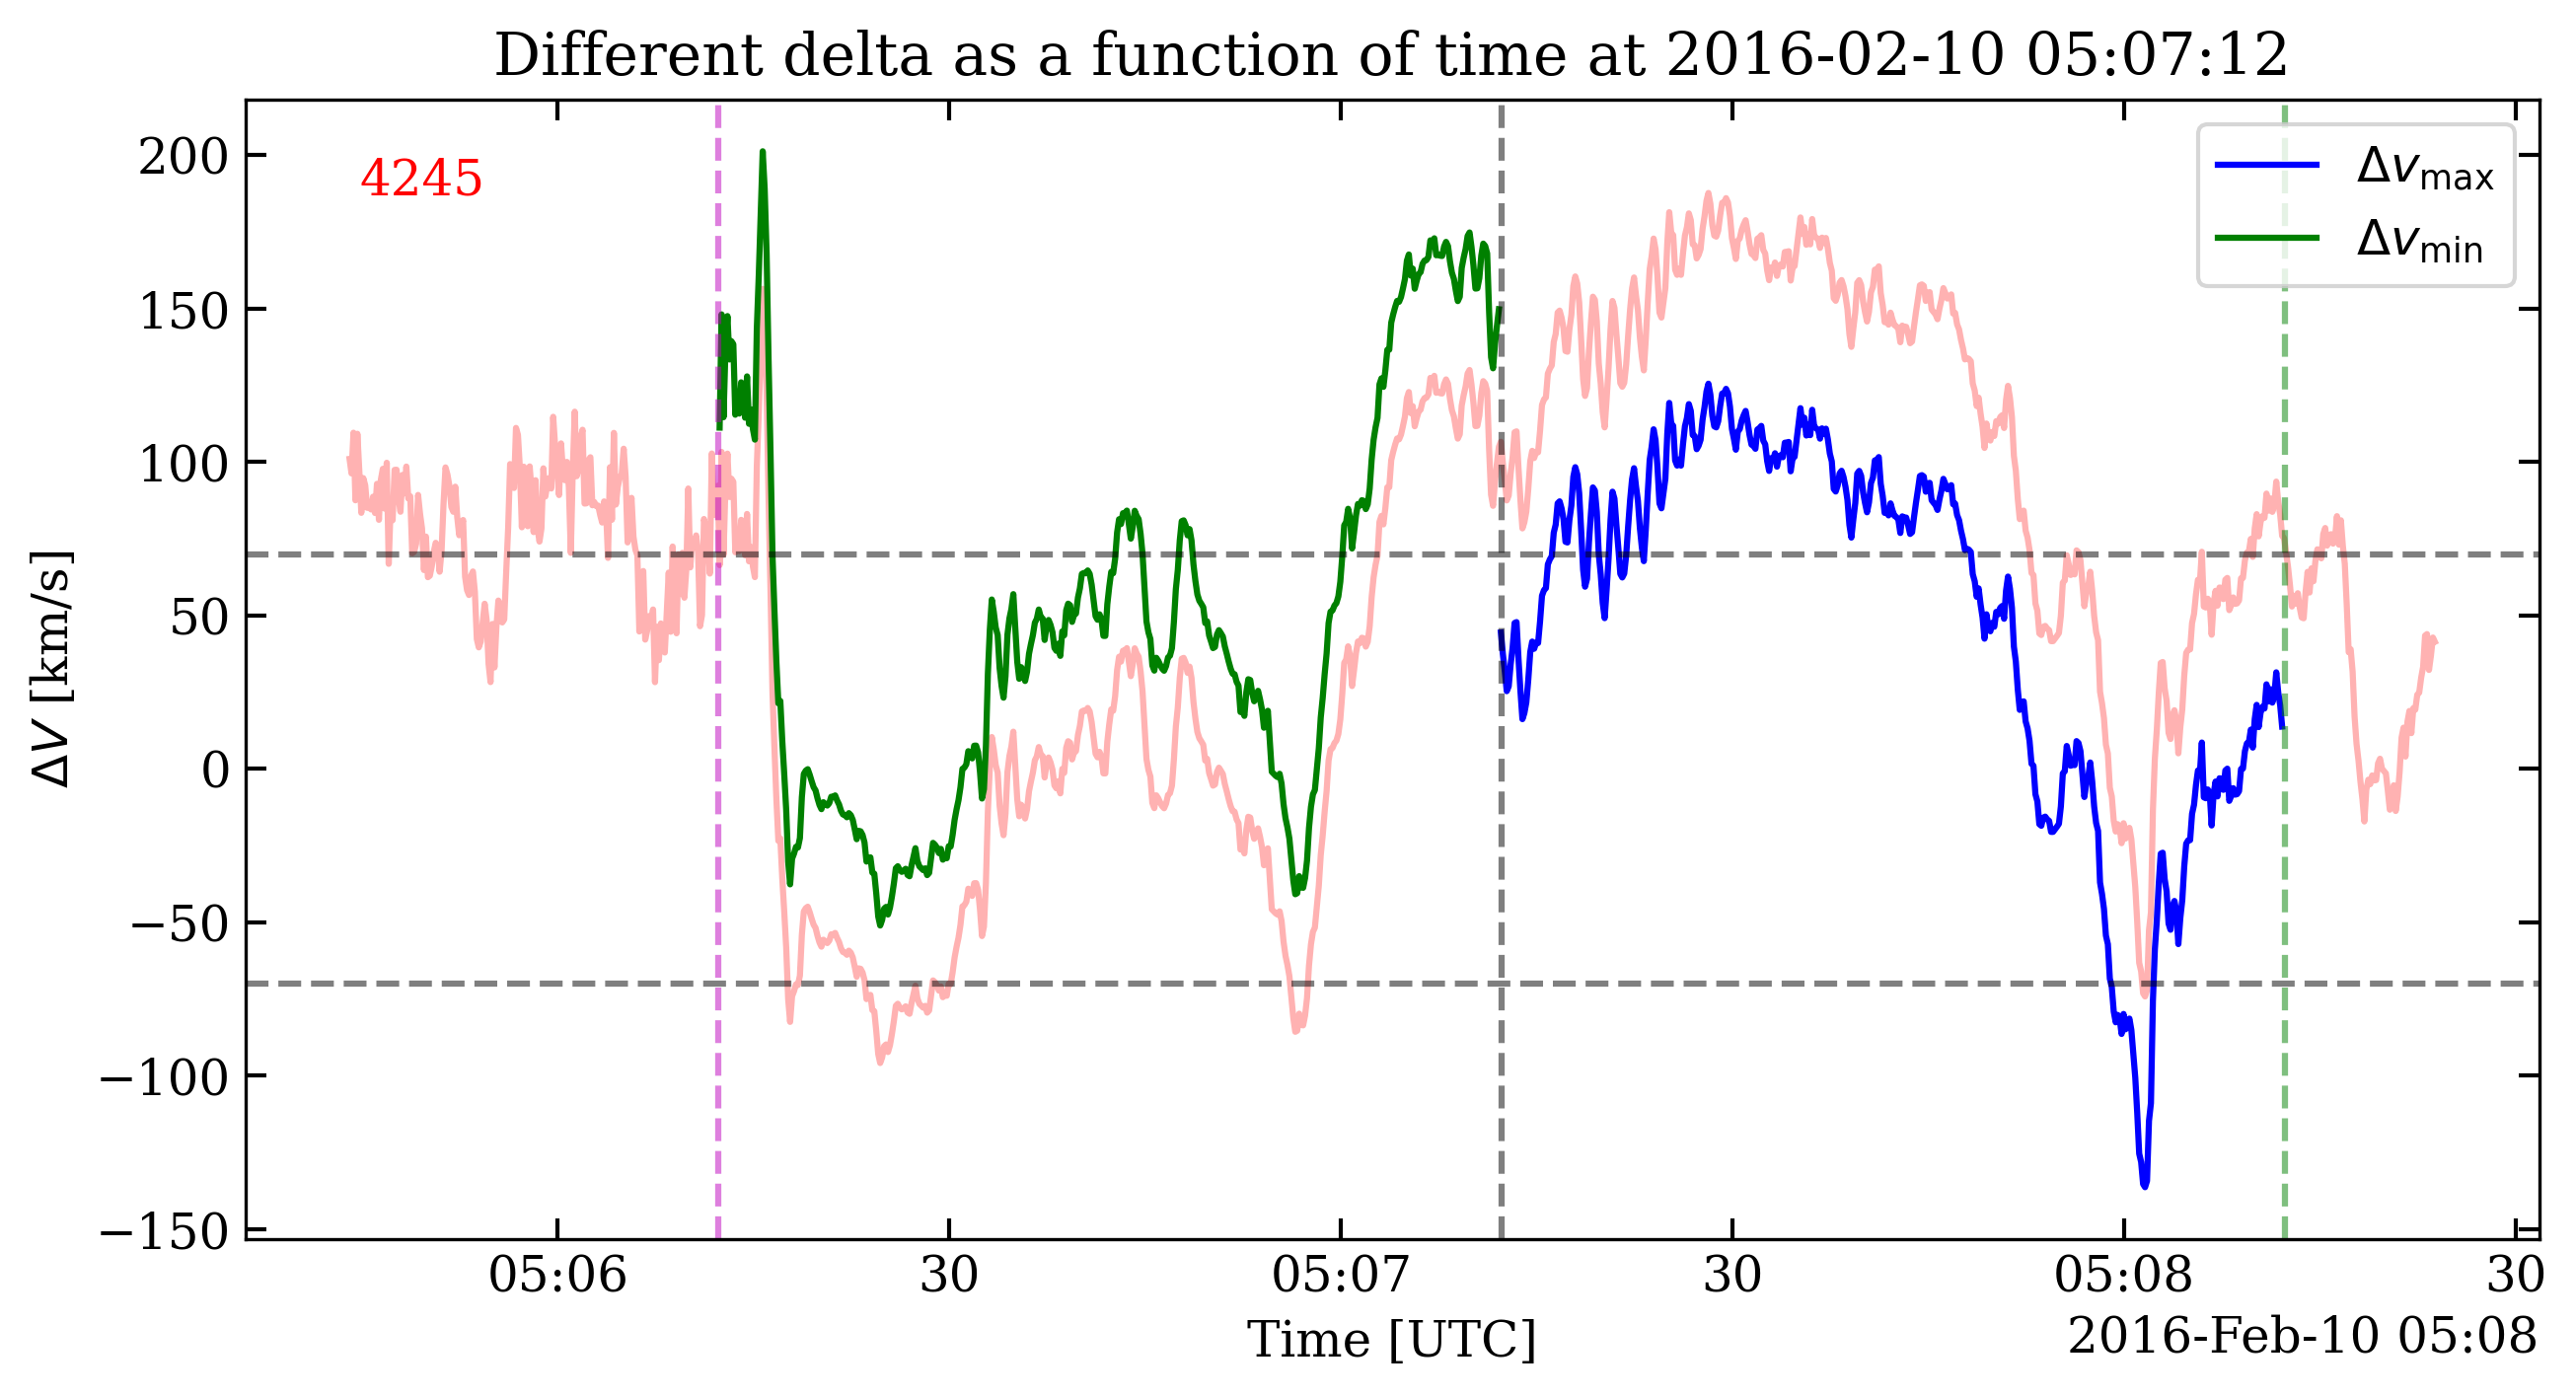 Different delta as a function of time at 2016-02-10 05:07:12
4245
Δv_max
Δv_min
ΔV [km/s]
200
150
100
50
0
−50
−100
−150
05:06 30 05:07 30 05:08 30
Time [UTC]
2016-Feb-10 05:08